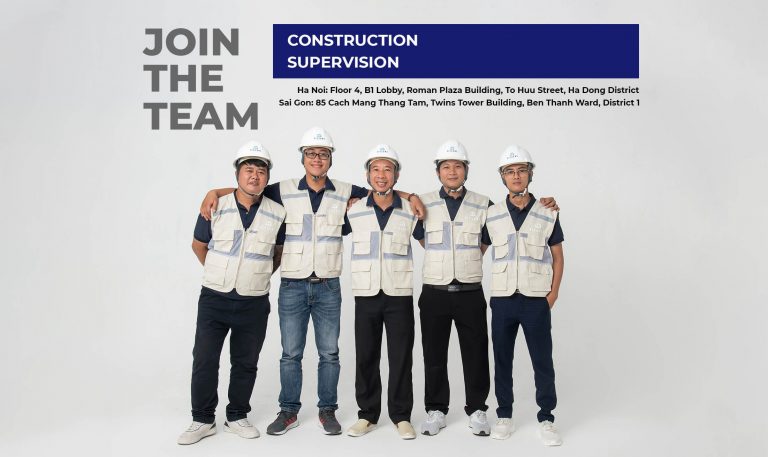 JOIN
THE
TEAM
CONSTRUCTION
SUPERVISION
Ha Noi: Floor 4, B1 Lobby, Roman Plaza Building, To Huu Street, Ha Dong District
Sai Gon: 85 Cach Mang Thang Tam, Twins Tower Building, Ben Thanh Ward, District 1